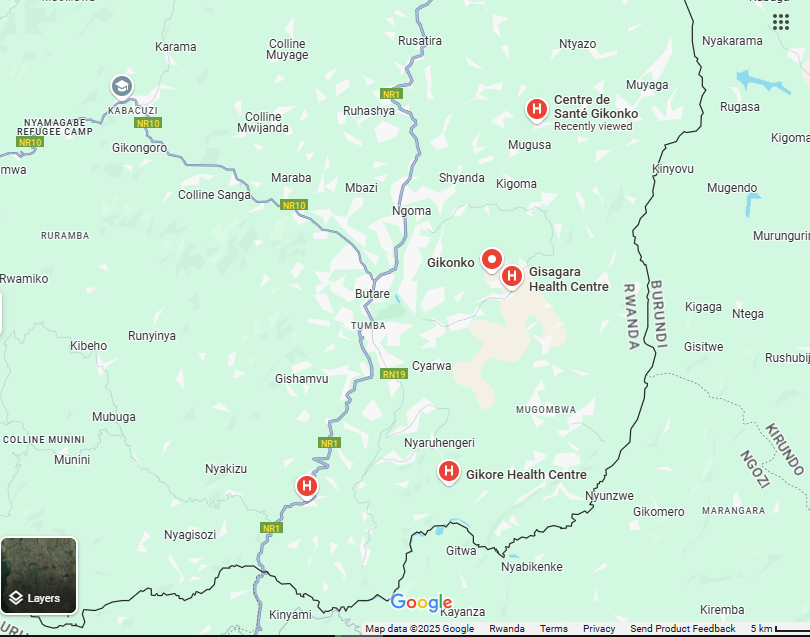 Karama
Colline
Muyage
Rusatira
Ntyazo
Nyakarama
NR1
Muyaga
Rugasa
KABACUZI
NYAMAGABE
REFUGEE CAMP
NR10
NR10
Gikongoro
Colline
Mwijanda
Ruhashya
H
Centre de
Santé Gikonko
Recently viewed
Mugusa
Kigoma
Kinyovu
mwa
Maraba
Mbazi
Shyanda
Kigoma
Mugendo
Colline Sanga
NR10
Ngoma
RURAMBA
Murunguri
Rwamiko
Gikonko
H
Gisagara
Health Centre
Butare
TUMBA
RWANDA
BURUNDI
Kigaga
Ntega
Gisitwe
Rushubij
Runyinya
Kibeho
Gishamvu
RN19
Cyarwa
Mubuga
MUGOMBWA
COLLINE MUNINI
Munini
NR1
Nyaruhengeri
KIRUNDO
NGOZI
Nyakizu
H
H
Gikore Health Centre
Nyunzwe
Gikomero
MARANGARA
Nyagisozi
NR1
Gitwa
Nyabikenke
Layers
Google
Kayanza
Kinyami
Kiremba
Map data ©2025 Google
Rwanda
Terms
Privacy
Send Product Feedback
5 km